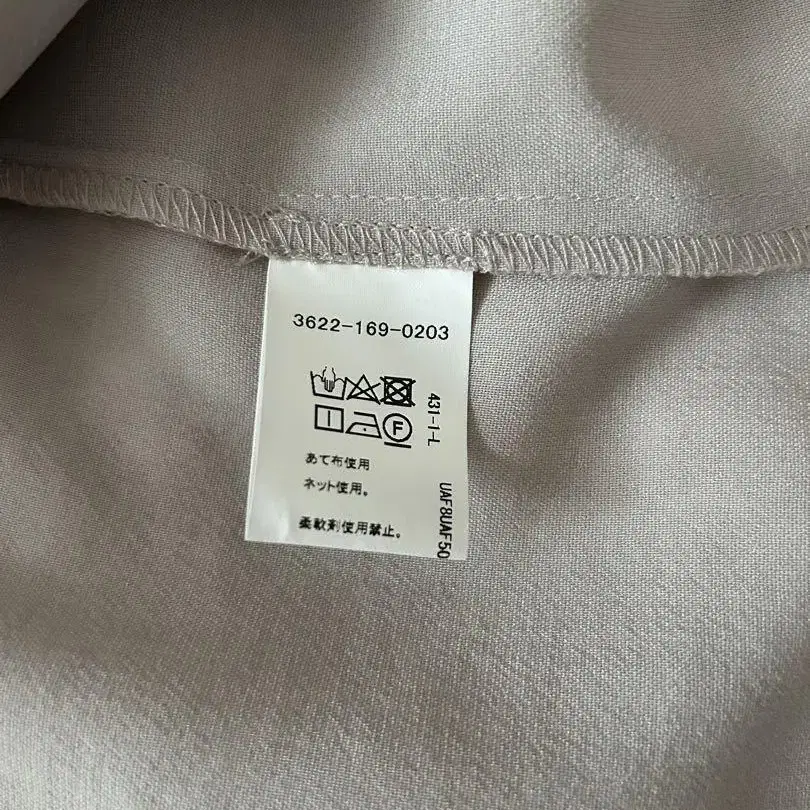 3622-169-0203
F
431-1-L
あて布使用
ネット使用。
柔軟剤使用禁止。
UAF8UAF50